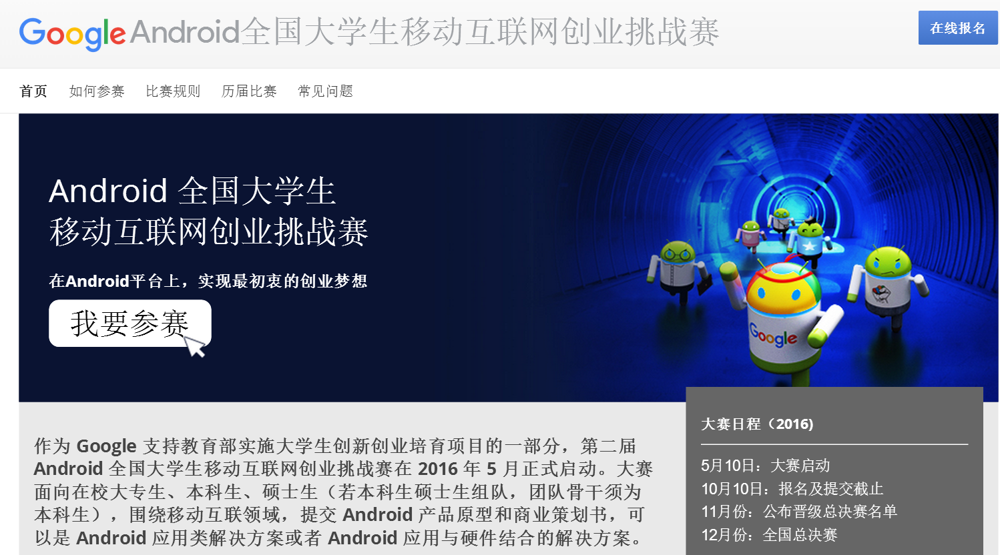 Google Android全国大学生移动互联网创业挑战赛
在线报名
首页 如何参赛 比赛规则 历届比赛 常见问题
Android 全国大学生
移动互联网创业挑战赛
在Android平台上，实现最初衷的创业梦想
我要参赛
Google
作为 Google 支持教育部实施大学生创新创业培育项目的一部分，第二届
Android 全国大学生移动互联网创业挑战赛在 2016 年 5 月正式启动。大赛
面向在校大专生、本科生、硕士生（若本科生硕士生组队，团队骨干须为
本科生），围绕移动互联领域，提交 Android 产品原型和商业策划书，可
以是 Android 应用类解决方案或者 Android 应用与硬件结合的解决方案。
大赛日程（2016)
5月10日：大赛启动
10月10日：报名及提交截止
11月份：公布晋级总决赛名单
12月份：全国总决赛